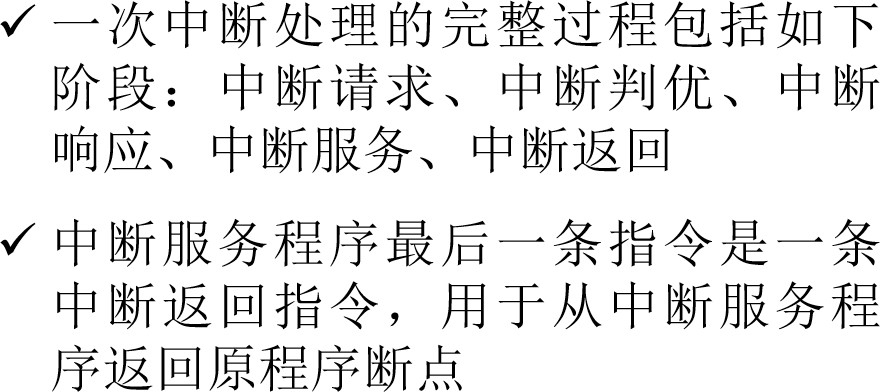 ✓ 一次中断处理的完整过程包括如下
阶段：中断请求、中断判优、中断
响应、中断服务、中断返回
✓ 中断服务程序最后一条指令是一条
中断返回指令，用于从中断服务程
序返回原程序断点